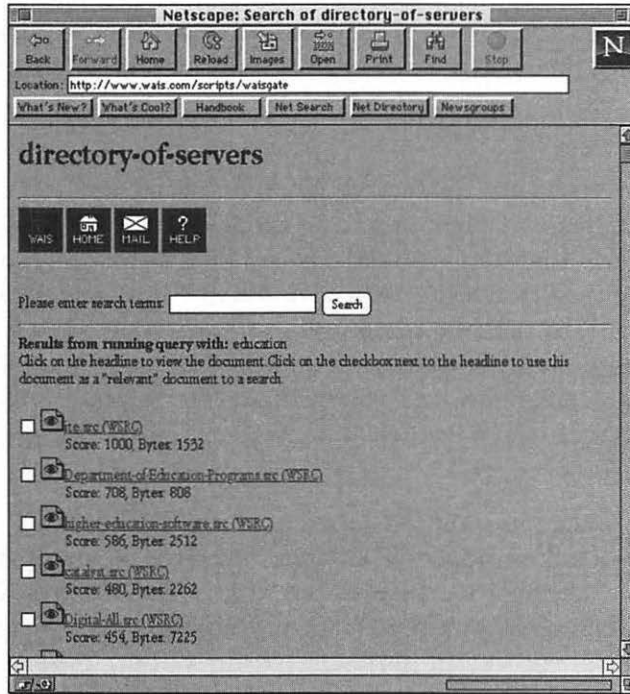 Netscape: Search of directory-of-servers
Back Forward Home Reload Images Open Print Find Stop
N
Location: http://www.wais.com/scripts/waisgate
What's New? What's Cool? Handbook Net Search Net Directory Newsgroups
directory-of-servers
WAIS HOME MAIL HELP
Please enter search terms: Search
Results from running query with: education
Click on the headline to view the document. Click on the checkbox next to the headline to use this
document as a "relevant" document to a search.
ite.src (WSRC)
Score: 1000, Bytes: 1532
Department-of-Education-Programs.src (WSRC)
Score: 708, Bytes: 808
higher-education-software.src (WSRC)
Score: 586, Bytes: 2512
catalyst.src (WSRC)
Score: 480, Bytes: 2262
Digital-All.src (WSRC)
Score: 454, Bytes: 7225